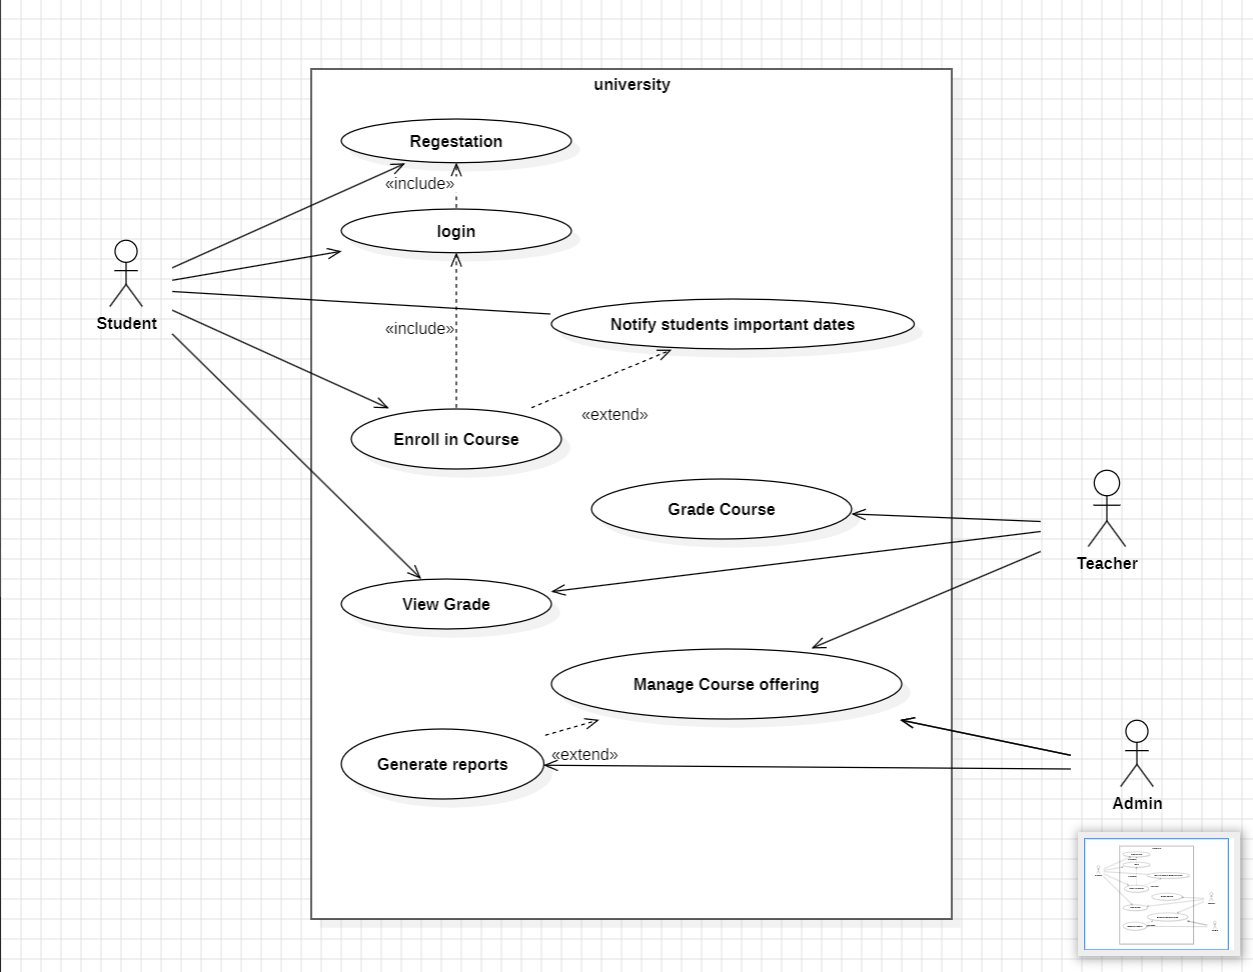 university
Regestation
«include»
login
Student
«include»
Notify students important dates
«extend»
Enroll in Course
Grade Course
Teacher
View Grade
Manage Course offering
«extend»
Generate reports
Admin